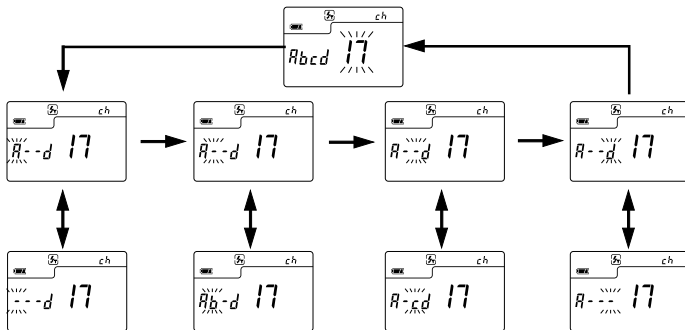 ch
Abcd 17
ch ch ch ch
A--d 17 A--d 17 A--d 17 A--d 17
ch ch ch ch
---d 17 Ab-d 17 A-cd 17 A--- 17